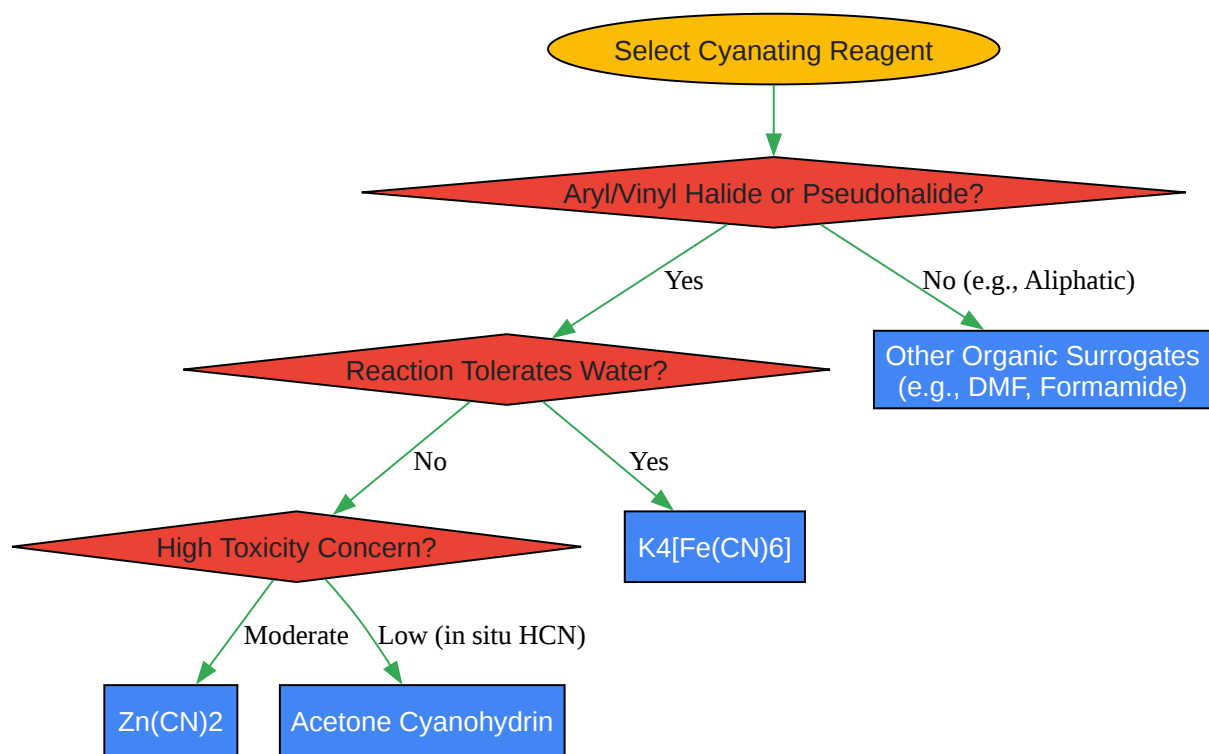 Select Cyanating Reagent
Aryl/Vinyl Halide or Pseudohalide?
Yes
No (e.g., Aliphatic)
Reaction Tolerates Water?
Other Organic Surrogates
(e.g., DMF, Formamide)
No
Yes
High Toxicity Concern?
K4[Fe(CN)6]
Moderate
Low (in situ HCN)
Zn(CN)2
Acetone Cyanohydrin